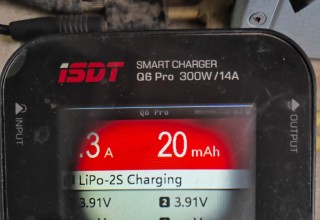 iSDT SMART CHARGER
Q6 Pro 300W/14A
INPUT
OUTPUT
Q6 Pro
.3 A 20 mAh
LiPo-2S Charging
3.91V 2 3.91V